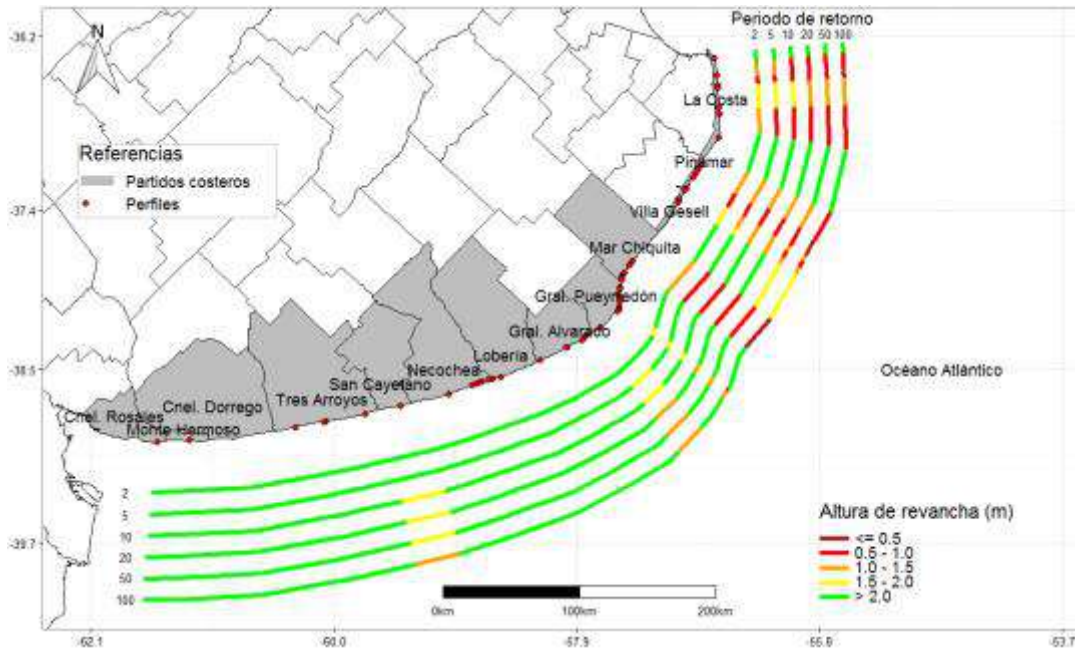 Periodo de retorno
2 5 10 20 50 100
-36.2
N
La Costa
Referencias
Partidos costeros
Perfiles
Pinamar
-37.4
Villa Gesell
Mar Chiquita
Gral. Pueyrredón
Gral. Alvarado
Lobería
-38.5
Necochea
Oceano Atlántico
San Cayetano
Tres Arroyos
Cnel. Dorrego
Cnel. Rosales
Monte Hermoso
2
5
10
20
50
100
-39.7
Altura de revancha (m)
<= 0.5
0.5 - 1.0
1.0 - 1.5
1.5 - 2.0
> 2.0
0km 100km 200km
-62.1 -60.0 -57.9 -55.9 -53.7